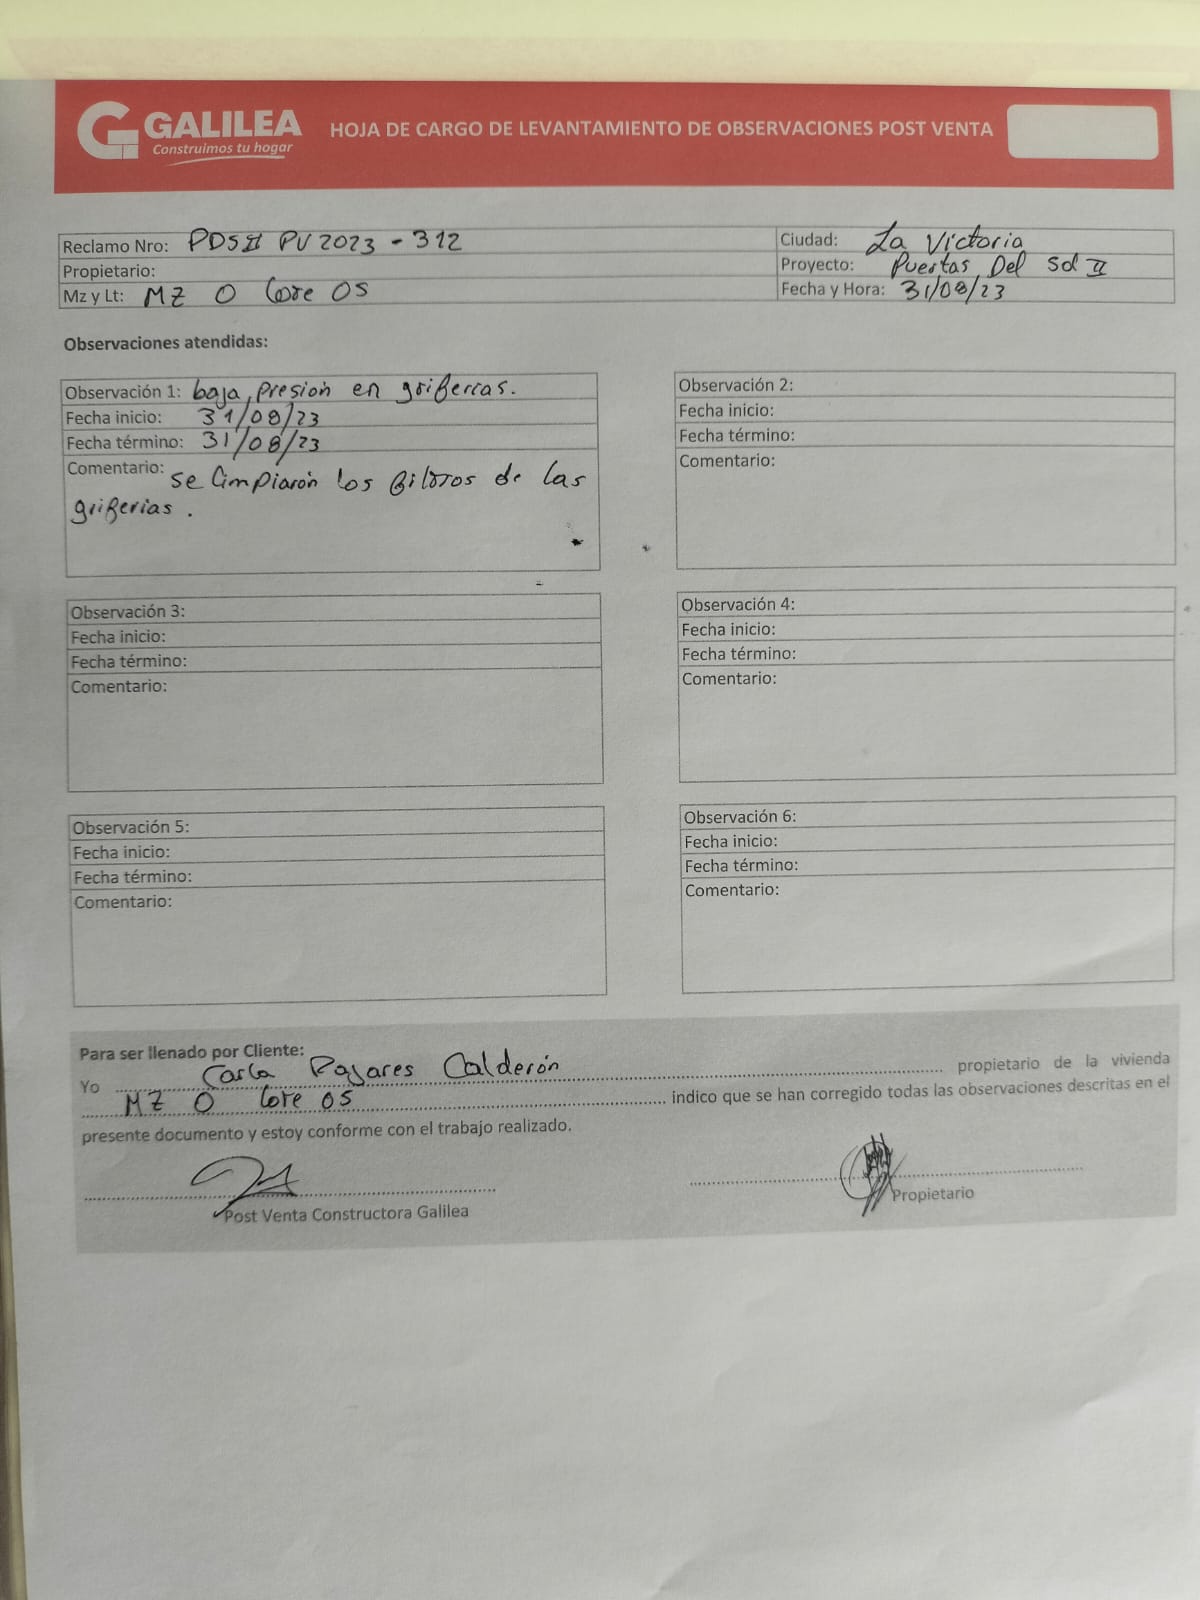 GALILEA
Construimos tu hogar
HOJA DE CARGO DE LEVANTAMIENTO DE OBSERVACIONES POST VENTA
Reclamo Nro: PDSII PV2023 - 312
Propietario:
Mz y Lt: MZ O Lote 05
Ciudad: La Victoria
Proyecto: Puertas Del Sol II
Fecha y Hora: 31/08/23
Observaciones atendidas:
Observación 1: baja presión en griferias.
Fecha inicio: 31/08/23
Fecha término: 31/08/23
Comentario: se limpiarón los filtros de las
griferias.
Observación 2:
Fecha inicio:
Fecha término:
Comentario:
Observación 3:
Fecha inicio:
Fecha término:
Comentario:
Observación 4:
Fecha inicio:
Fecha término:
Comentario:
Observación 5:
Fecha inicio:
Fecha término:
Comentario:
Observación 6:
Fecha inicio:
Fecha término:
Comentario:
Para ser llenado por Cliente:
Yo Carla Pajares Calderón propietario de la vivienda
MZ O Lote 05 indico que se han corregido todas las observaciones descritas en el
presente documento y estoy conforme con el trabajo realizado.
Post Venta Constructora Galilea
Propietario